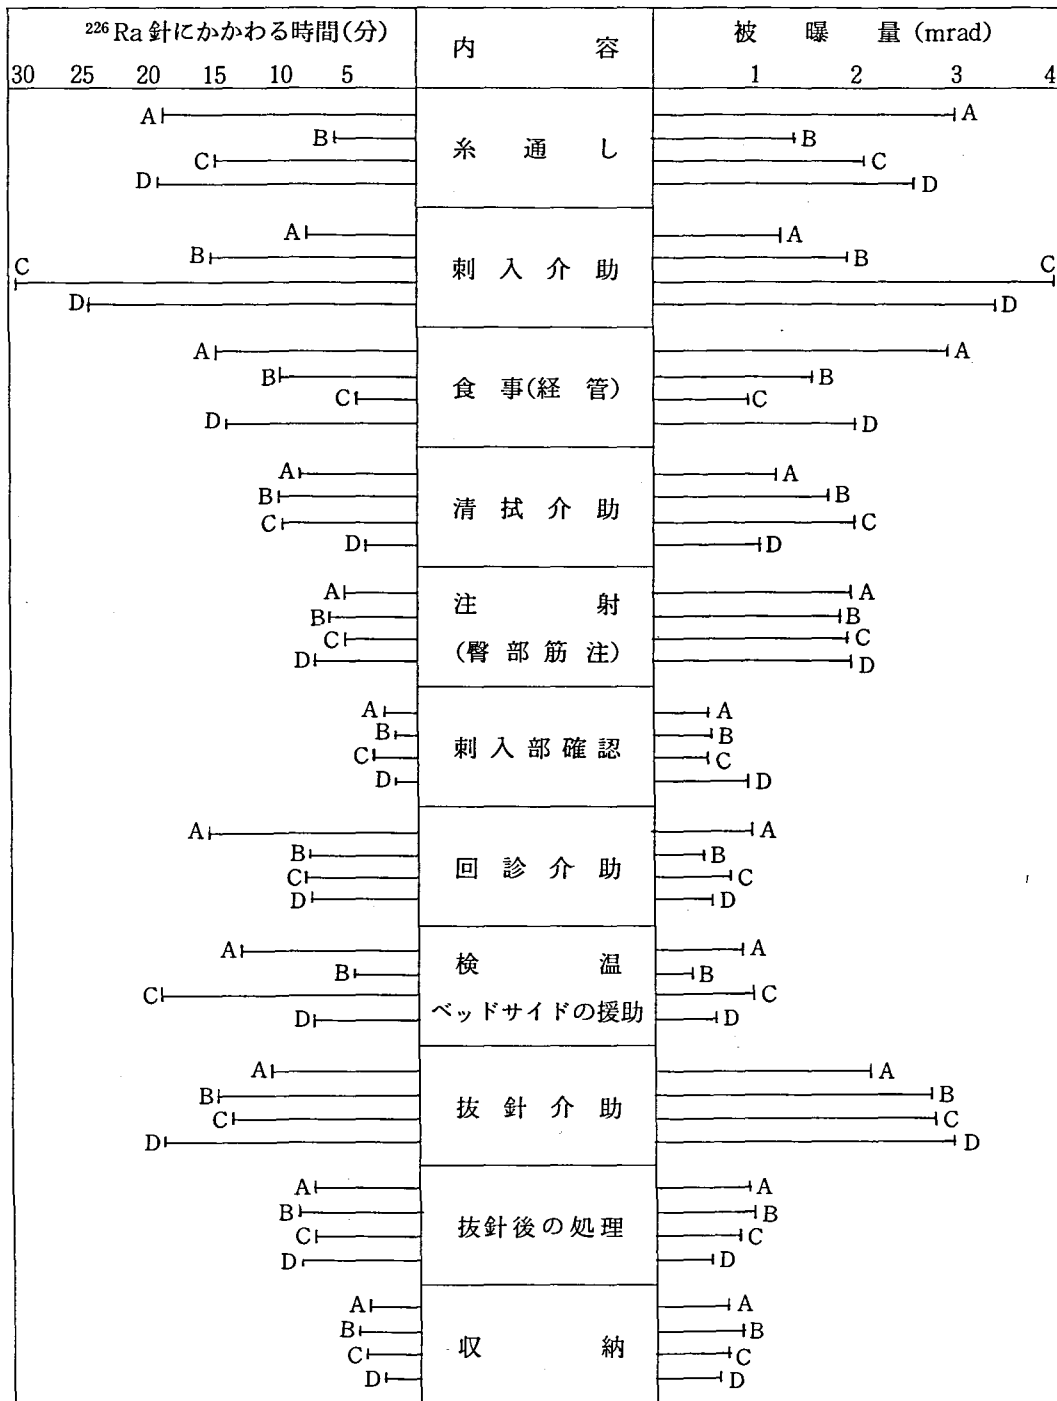 ²²⁶Ra針にかかわる時間(分) 内容 被曝量(mrad)
30 25 20 15 10 5 1 2 3 4
A A
B B
糸通し
C C
D D
A A
B B
刺入介助
C C
D D
A A
B B
食事(経管)
C C
D D
A A
B B
清拭介助
C C
D D
A A
注射
B B
C C
(臀部筋注)
D D
A A
B B
刺入部確認
C C
D D
A A
B B
回診介助
C C
D D
A A
検温
B B
C C
ベッドサイドの援助
D D
A A
B B
抜針介助
C C
D D
A A
B B
抜針後の処理
C C
D D
A A
B B
収納
C C
D D